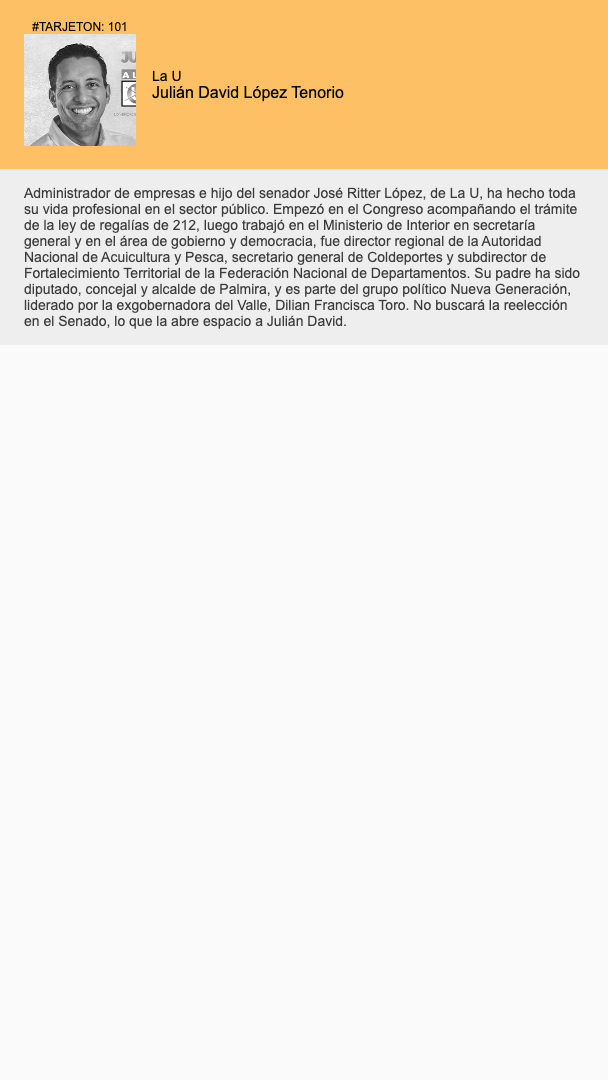 #TARJETON: 101
La U
Julián David López Tenorio
Administrador de empresas e hijo del senador José Ritter López, de La U, ha hecho toda
su vida profesional en el sector público. Empezó en el Congreso acompañando el trámite
de la ley de regalías de 212, luego trabajó en el Ministerio de Interior en secretaría
general y en el área de gobierno y democracia, fue director regional de la Autoridad
Nacional de Acuicultura y Pesca, secretario general de Coldeportes y subdirector de
Fortalecimiento Territorial de la Federación Nacional de Departamentos. Su padre ha sido
diputado, concejal y alcalde de Palmira, y es parte del grupo político Nueva Generación,
liderado por la exgobernadora del Valle, Dilian Francisca Toro. No buscará la reelección
en el Senado, lo que la abre espacio a Julián David.